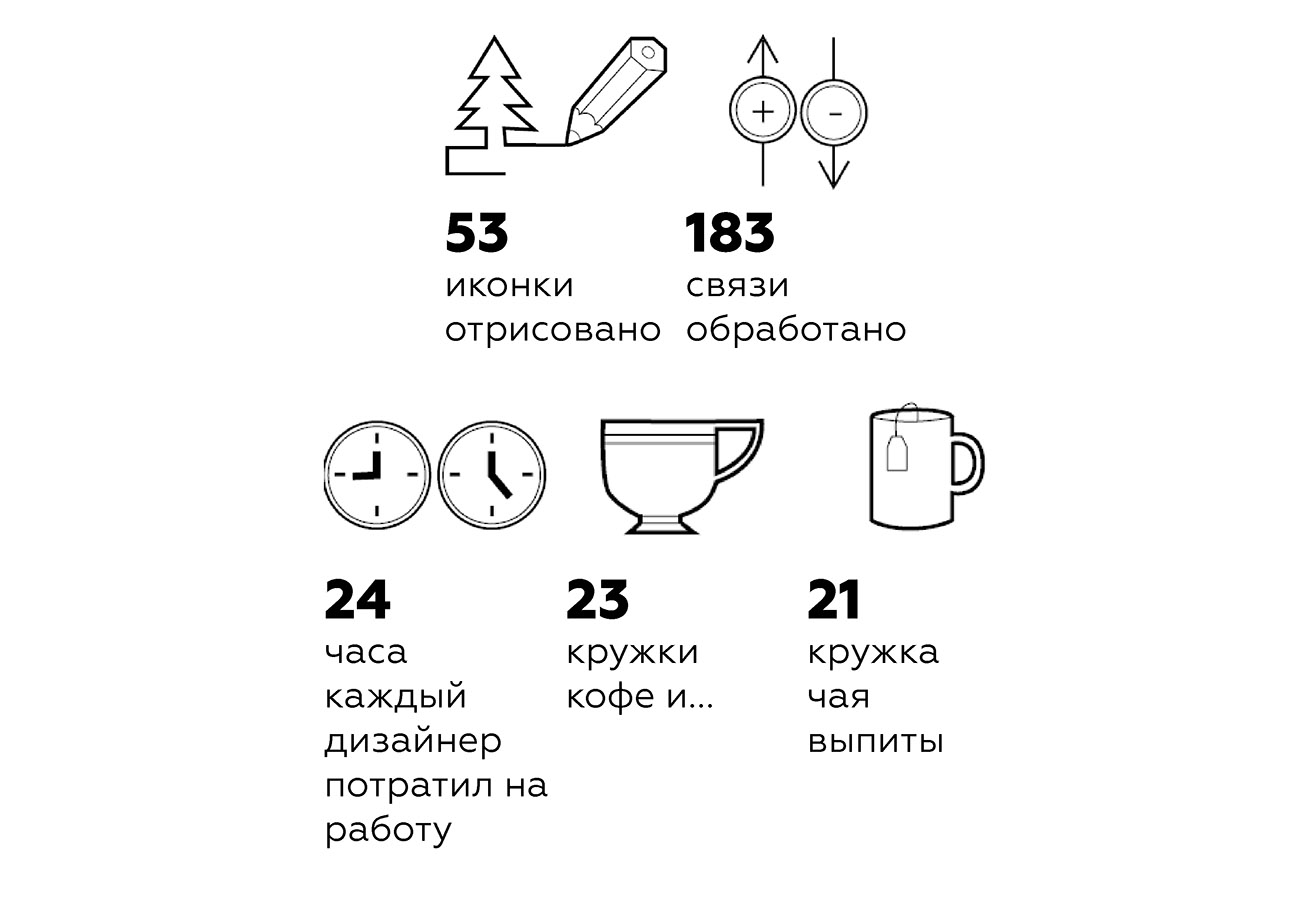 53
иконки
отрисовано
183
связи
обработано
24
часа
каждый
дизайнер
потратил на
работу
23
кружки
кофе и...
21
кружка
чая
выпиты